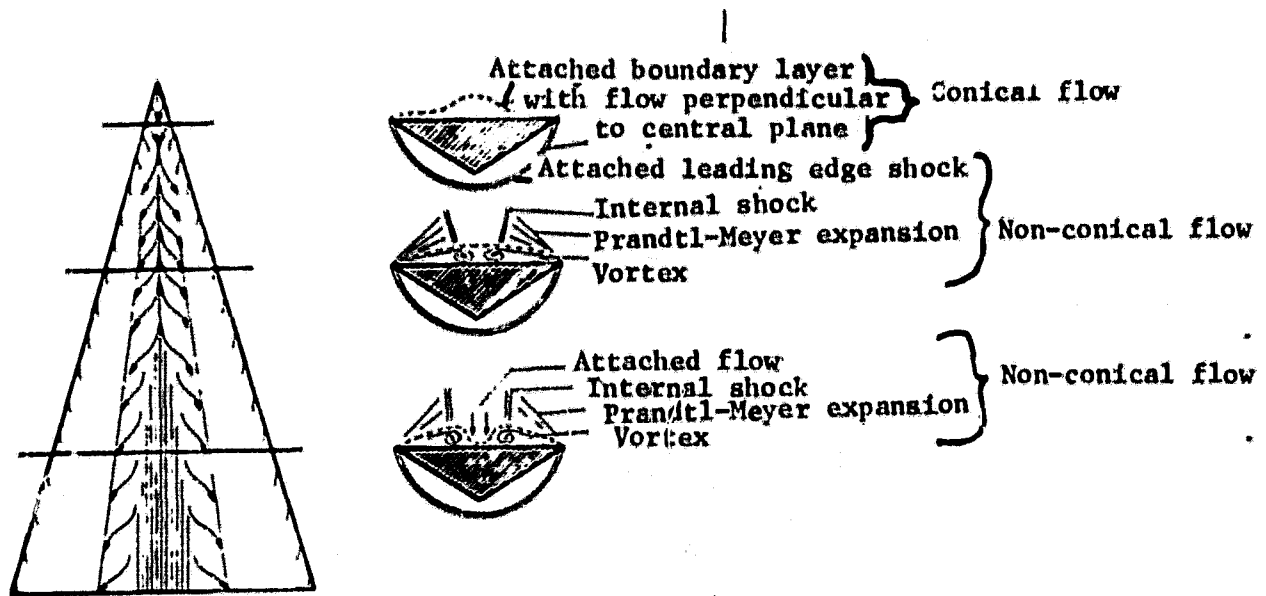 Attached boundary layer
with flow perpendicular
to central plane
Conical flow
Attached leading edge shock
Internal shock
Prandtl-Meyer expansion
Vortex
Non-conical flow
Attached flow
Internal shock
Prandtl-Meyer expansion
Vortex
Non-conical flow